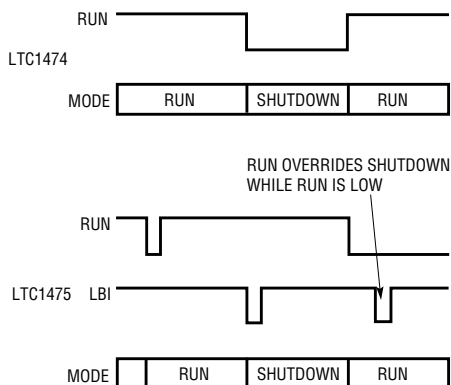 RUN
LTC1474
MODE RUN SHUTDOWN RUN
RUN OVERRIDES SHUTDOWN
WHILE RUN IS LOW
RUN
LTC1475 LBI
MODE RUN SHUTDOWN RUN